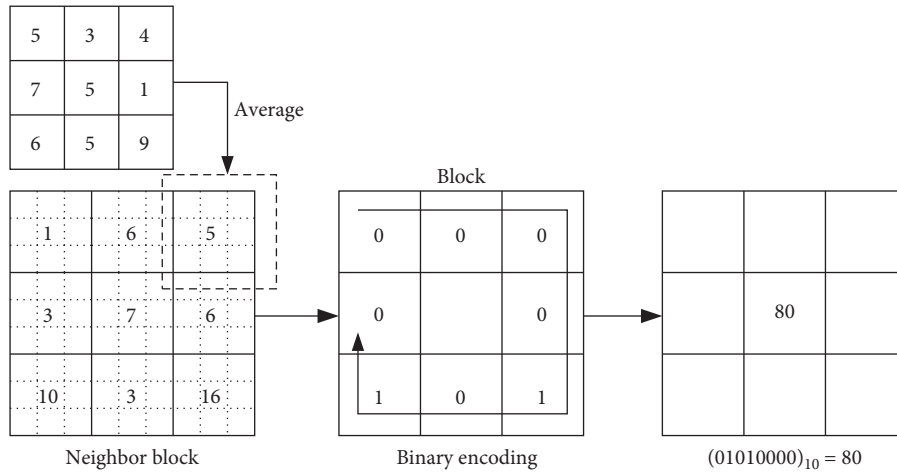 5 3 4
7 5 1
6 5 9
Average
1 6 5
3 7 6
10 3 16
Neighbor block
Block
0 0 0
0 0
1 0 1
Binary encoding
80
(01010000)₁₀ = 80